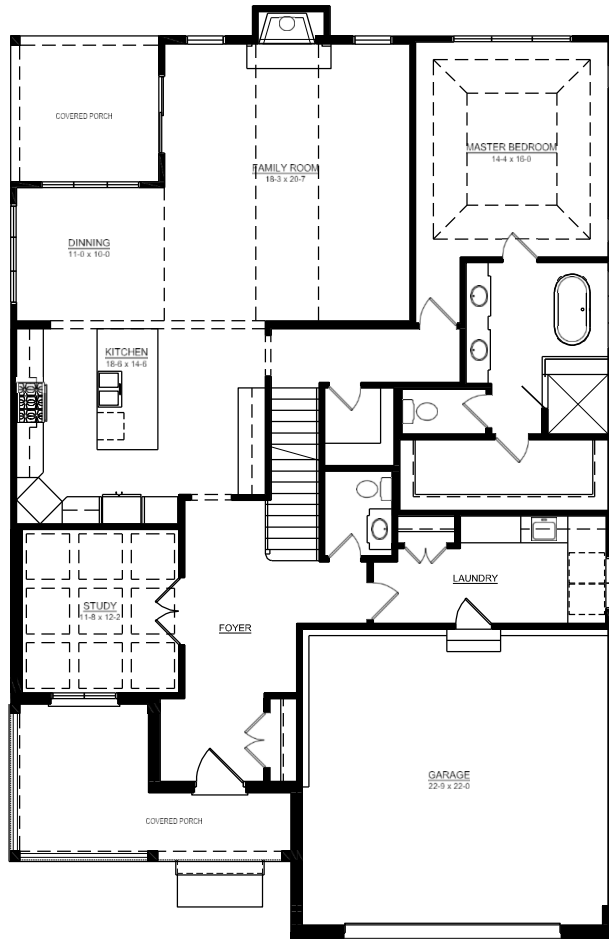 COVERED PORCH
FAMILY ROOM
18-3 x 20-7
MASTER BEDROOM
14-4 x 16-0
DINNING
11-0 x 10-0
KITCHEN
18-6 x 14-6
STUDY
11-8 x 12-2
FOYER
LAUNDRY
GARAGE
22-9 x 22-0
COVERED PORCH